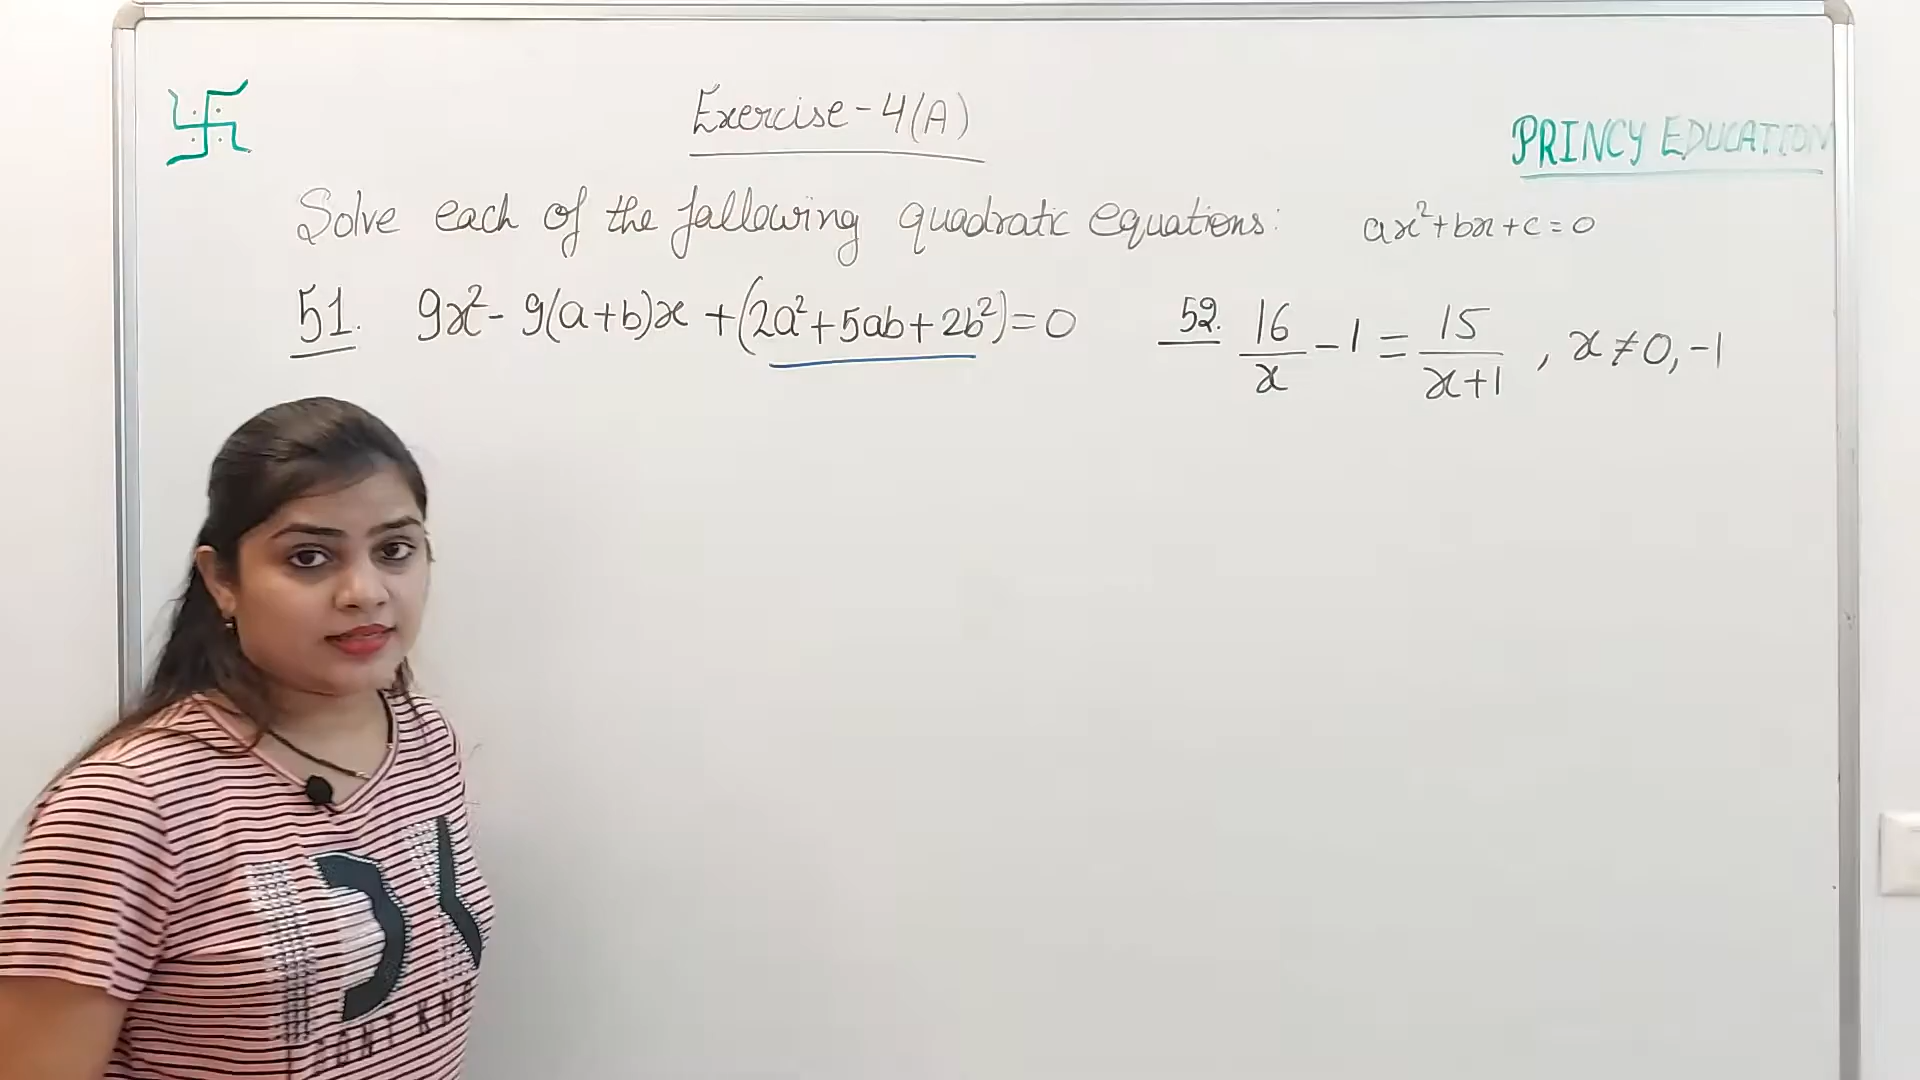 Exercise-4(A)
PRINCY EDUCATION
Solve each of the following quadratic equations: ax²+bx+c=0
51. 9x²-9(a+b)x+(2a²+5ab+2b²)=0
52. 16/x-1=15/x+1, x≠0,-1